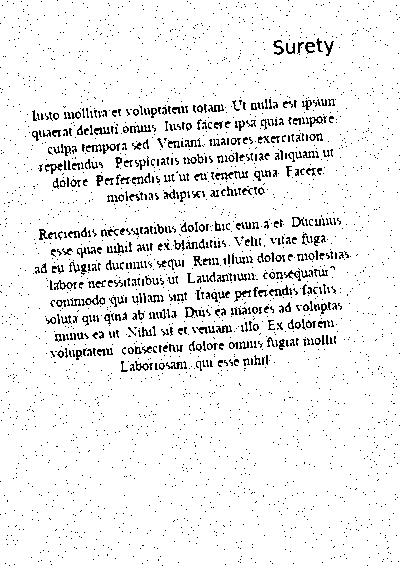 Surety
Iusto mollitia et voluptatem totam. Ut nulla est ipsum
quaerat deleniti omnis. Iusto facere ipsa quia tempore
culpa tempora sed. Veniam, maiores exercitation
repellendus. Perspiciatis nobis molestiae aliquam ut
dolore. Perferendis ut ut eu tenetur quia. Facere
molestias adipisci architecto.
Reiciendis necessitatibus dolor hic eum a et. Ducimus
esse quae nihil aut ex blanditiis. Velit, vitae fuga
ad eu fugiat ducimus sequi. Rem illum dolore molestias
labore necessitatibus ut. Laudantium, consequatur?
commodo qui ullam sint. Itaque perferendis facilis
soluta qui quia ab nulla. Duis ea maiores ad voluptas
minus ea ut. Nihil sit et veniam, illo. Ex dolorem
voluptatem, consectetur dolore omnis fugiat mollit.
Laboriosam, qui esse nihil.